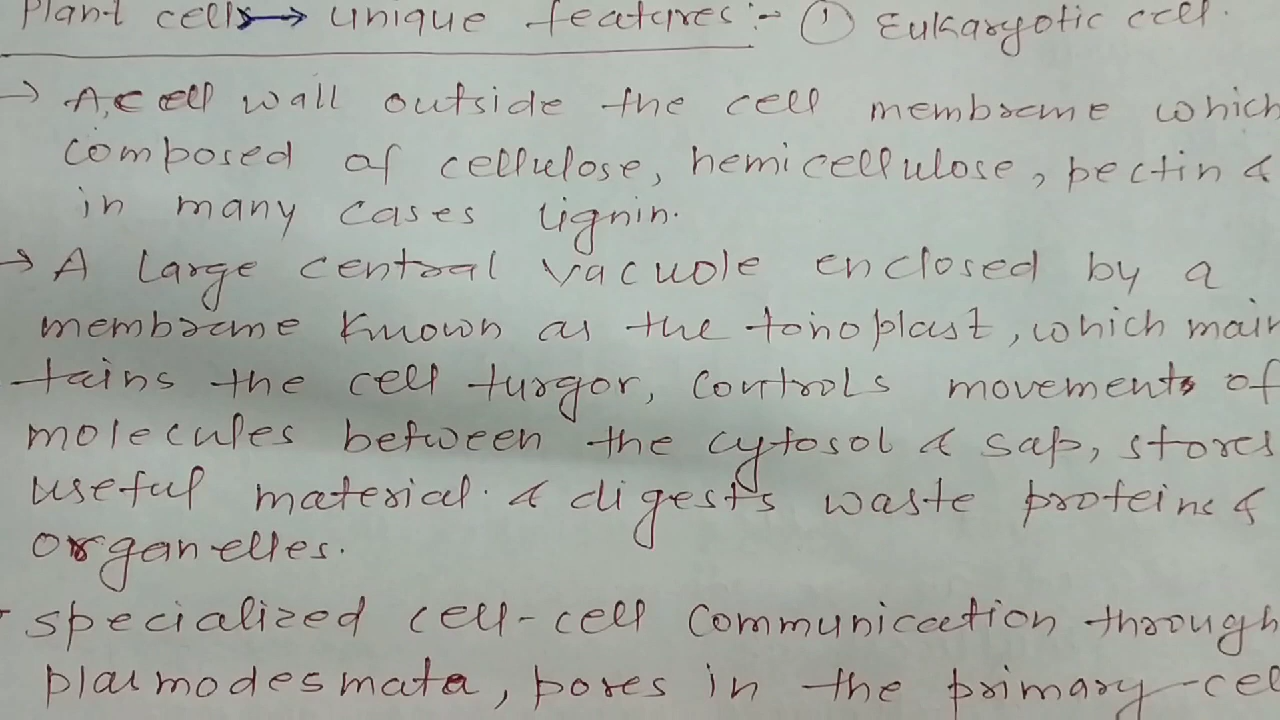 Plant cells → unique features:- ① Eukaryotic cell.
→ A cell wall outside the cell membrane which
composed of cellulose, hemicellulose, pectin &
in many cases lignin.
→ A large central vacuole enclosed by a
membrane known as the tonoplast, which main
tains the cell turgor, controls movements of
molecules between the cytosol & sap, stores
useful material. & digests waste proteins &
organelles.
specialized cell-cell communication through
plasmodesmata, pores in the primary-cel